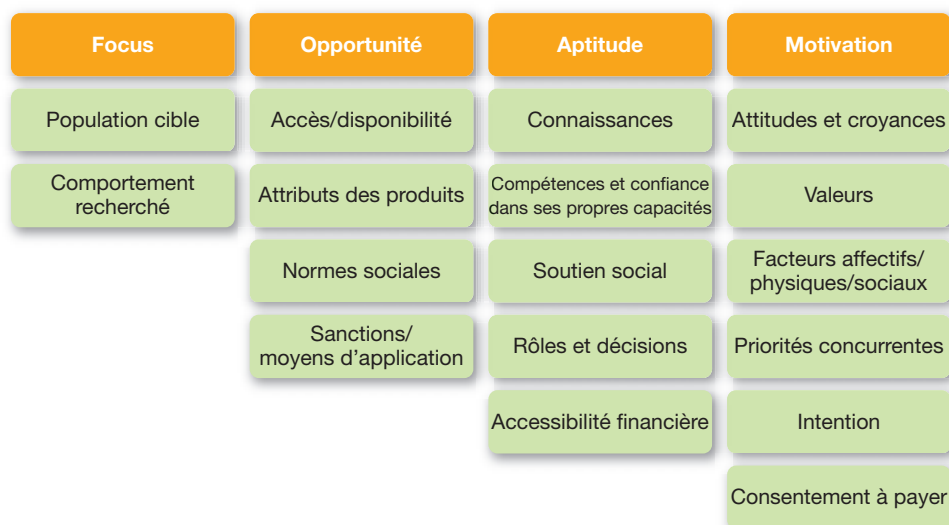 Focus
Population cible
Comportement
recherché
Opportunité
Accès/disponibilité
Attributs des produits
Normes sociales
Sanctions/
moyens d'application
Aptitude
Connaissances
Compétences et confiance
dans ses propres capacités
Soutien social
Rôles et décisions
Accessibilité financière
Motivation
Attitudes et croyances
Valeurs
Facteurs affectifs/
physiques/sociaux
Priorités concurrentes
Intention
Consentement à payer